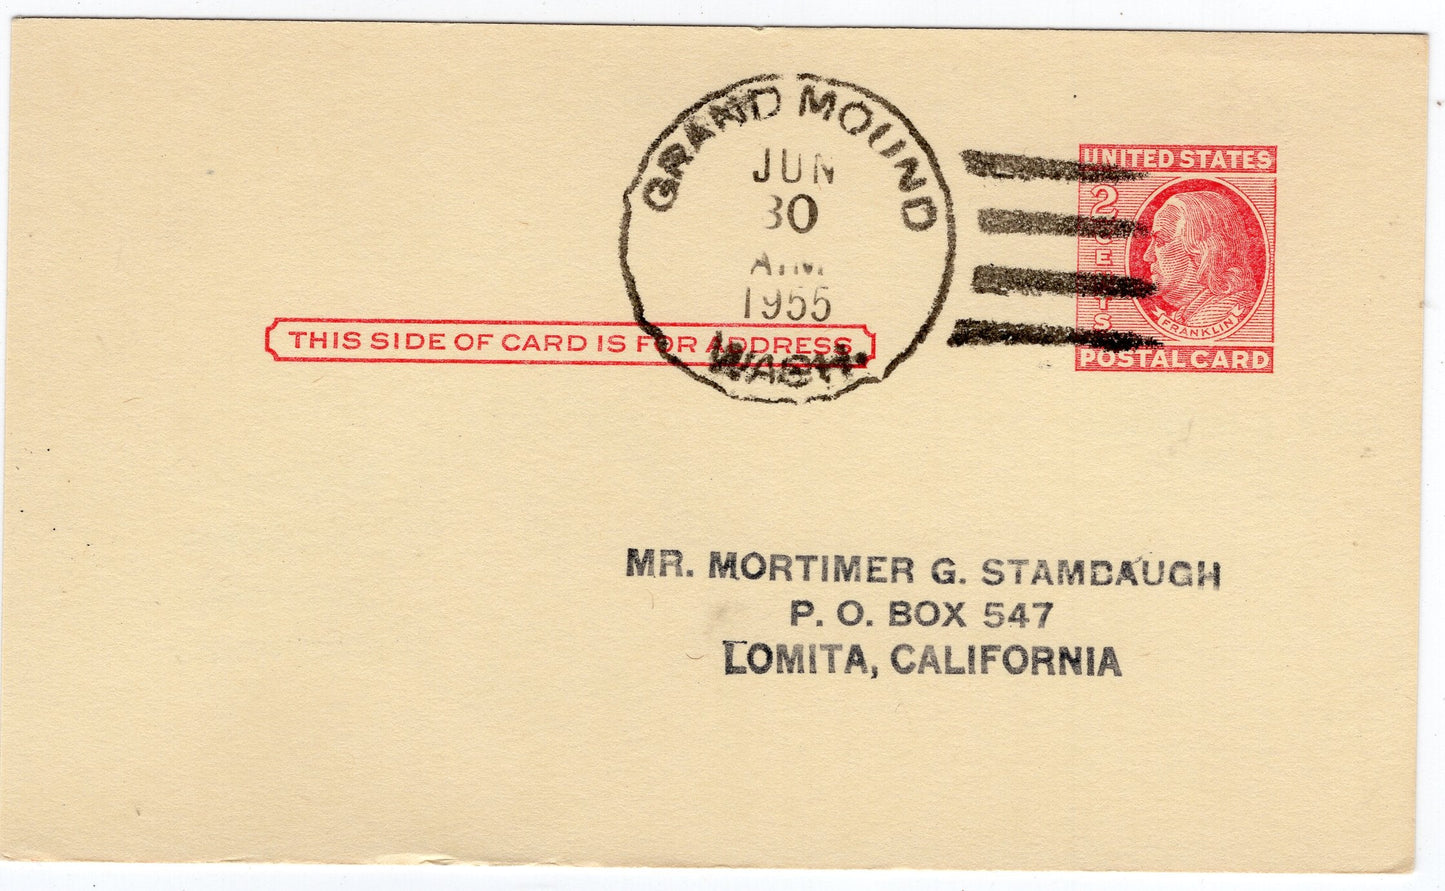 GRAND MOUND
JUN
30
A.M.
1955
WASH.
UNITED STATES
2 CENTS
FRANKLIN
POSTAL CARD
THIS SIDE OF CARD IS FOR ADDRESS
MR. MORTIMER G. STAMBAUGH
P. O. BOX 547
LOMITA, CALIFORNIA